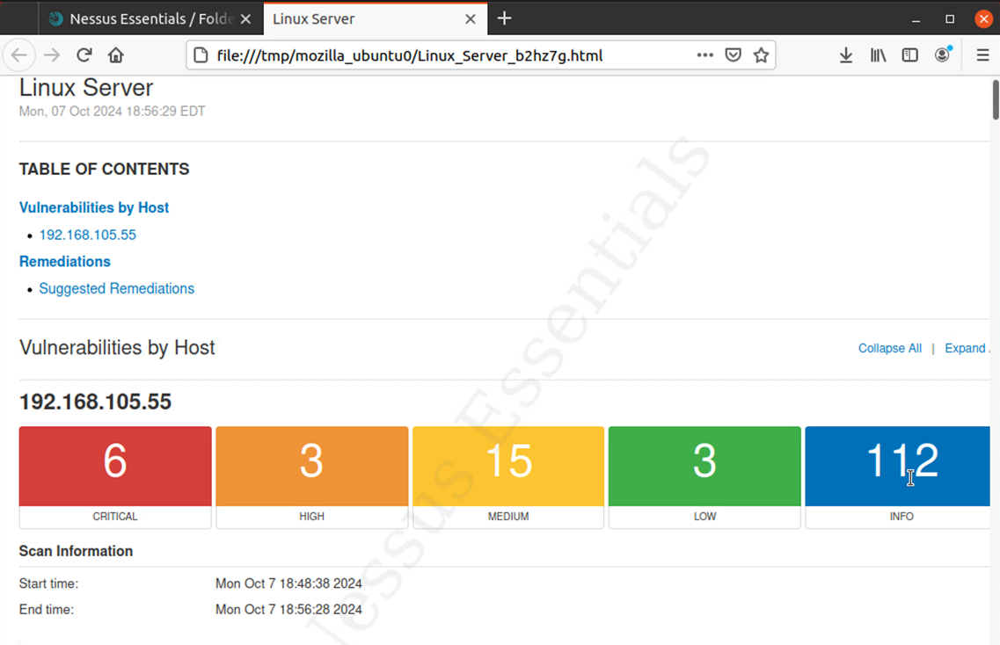 Nessus Essentials / Folde
Linux Server
file:///tmp/mozilla_ubuntu0/Linux_Server_b2hz7g.html
Linux Server
Mon, 07 Oct 2024 18:56:29 EDT
TABLE OF CONTENTS
Vulnerabilities by Host
• 192.168.105.55
Remediations
• Suggested Remediations
Vulnerabilities by Host
Collapse All | Expand
192.168.105.55
6 3 15 3 112
CRITICAL HIGH MEDIUM LOW INFO
Scan Information
Start time: Mon Oct 7 18:48:38 2024
End time: Mon Oct 7 18:56:28 2024
Nessus Essentials